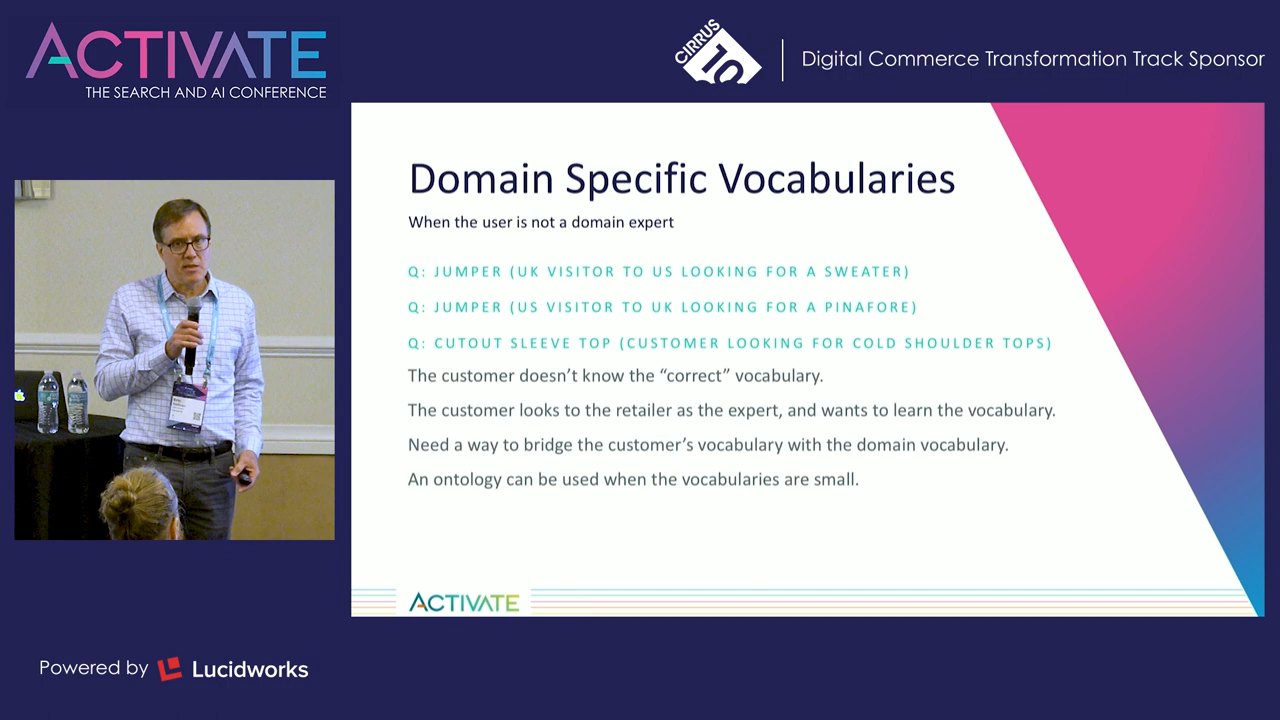 ACTIVATE
THE SEARCH AND AI CONFERENCE
CIRRUS
10
Digital Commerce Transformation Track Sponsor
Domain Specific Vocabularies
When the user is not a domain expert
Q: JUMPER (UK VISITOR TO US LOOKING FOR A SWEATER)
Q: JUMPER (US VISITOR TO UK LOOKING FOR A PINAFORE)
Q: CUTOUT SLEEVE TOP (CUSTOMER LOOKING FOR COLD SHOULDER TOPS)
The customer doesn’t know the “correct” vocabulary.
The customer looks to the retailer as the expert, and wants to learn the vocabulary.
Need a way to bridge the customer’s vocabulary with the domain vocabulary.
An ontology can be used when the vocabularies are small.
ACTIVATE
Powered by Lucidworks